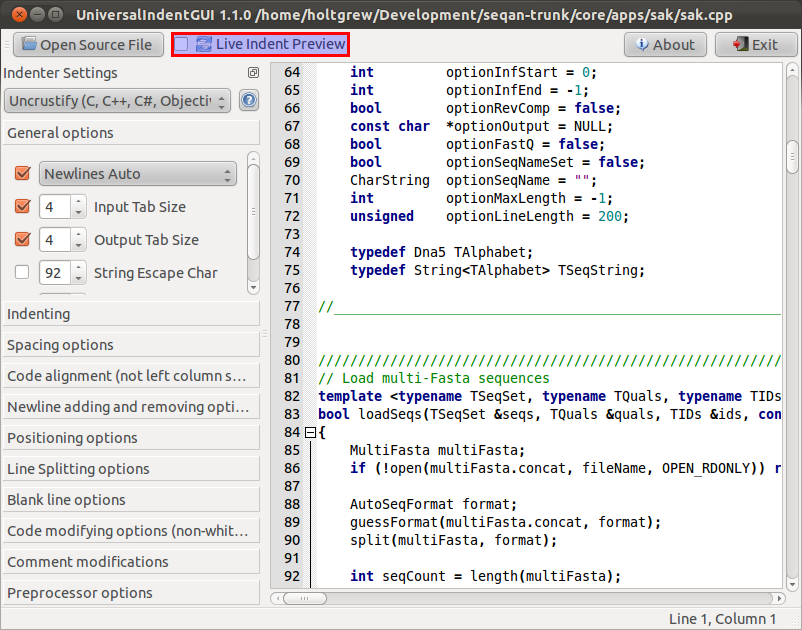 UniversalIndentGUI 1.1.0 /home/holtgrew/Development/seqan-trunk/core/apps/sak/sak.cpp
Open Source File Live Indent Preview About Exit
Indenter Settings
Uncrustify (C, C++, C#, Objectiv
General options
Newlines Auto
4 Input Tab Size
4 Output Tab Size
92 String Escape Char
Indenting
Spacing options
Code alignment (not left column s...
Newline adding and removing opti...
Positioning options
Line Splitting options
Blank line options
Code modifying options (non-whit...
Comment modifications
Preprocessor options
64     int         optionInfStart = 0;
65     int         optionInfEnd = -1;
66     bool        optionRevComp = false;
67     const char  *optionOutput = NULL;
68     bool        optionFastQ = false;
69     bool        optionSeqNameSet = false;
70     CharString  optionSeqName = "";
71     int         optionMaxLength = -1;
72     unsigned    optionLineLength = 200;
73
74     typedef Dna5 TAlphabet;
75     typedef String<TAlphabet> TSeqString;
76
77 //________________________________________________________
78
79
80 //////////////////////////////////////////////////////////
81 // Load multi-Fasta sequences
82 template <typename TSeqSet, typename TQuals, typename TIDs
83 bool loadSeqs(TSeqSet &seqs, TQuals &quals, TIDs &ids, con
84 {
85     MultiFasta multiFasta;
86     if (!open(multiFasta.concat, fileName, OPEN_RDONLY)) r
87
88     AutoSeqFormat format;
89     guessFormat(multiFasta.concat, format);
90     split(multiFasta, format);
91
92     int seqCount = length(multiFasta);
Line 1, Column 1